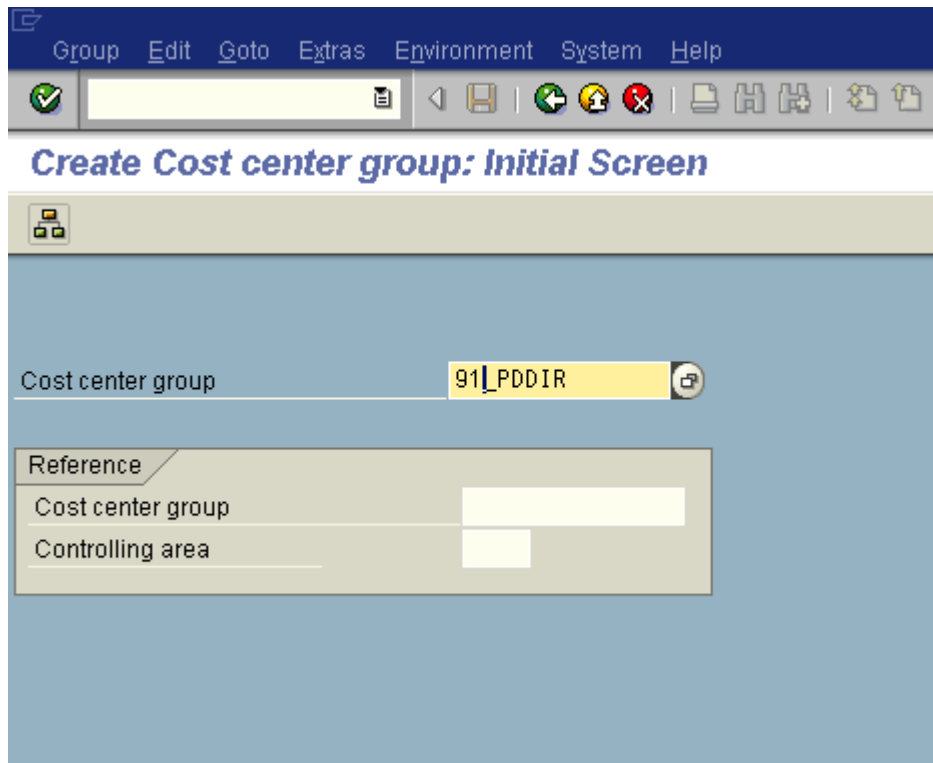 Group Edit Goto Extras Environment System Help
Create Cost center group: Initial Screen
Cost center group 91_PDDIR
Reference
Cost center group
Controlling area